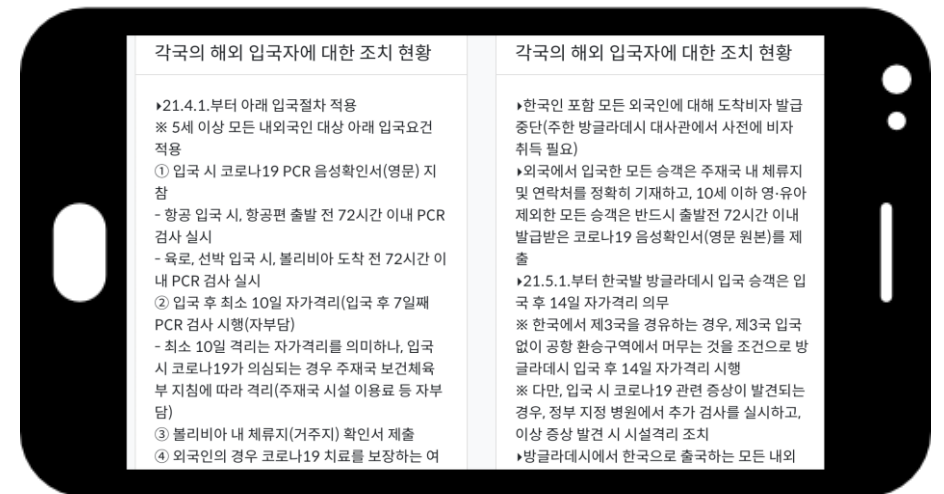 각국의 해외 입국자에 대한 조치 현황
▸21.4.1.부터 아래 입국절차 적용
※ 5세 이상 모든 내외국인 대상 아래 입국요건
적용
① 입국 시 코로나19 PCR 음성확인서(영문) 지
참
- 항공 입국 시, 항공편 출발 전 72시간 이내 PCR
검사 실시
- 육로, 선박 입국 시, 볼리비아 도착 전 72시간 이
내 PCR 검사 실시
② 입국 후 최소 10일 자가격리(입국 후 7일째
PCR 검사 시행(자부담)
- 최소 10일 격리는 자가격리를 의미하나, 입국
시 코로나19가 의심되는 경우 주재국 보건체육
부 지침에 따라 격리(주재국 시설 이용료 등 자부
담)
③ 볼리비아 내 체류지(거주지) 확인서 제출
④ 외국인의 경우 코로나19 치료를 보장하는 여
각국의 해외 입국자에 대한 조치 현황
▸한국인 포함 모든 외국인에 대해 도착비자 발급
중단(주한 방글라데시 대사관에서 사전에 비자
취득 필요)
▸외국에서 입국한 모든 승객은 주재국 내 체류지
및 연락처를 정확히 기재하고, 10세 이하 영·유아
제외한 모든 승객은 반드시 출발전 72시간 이내
발급받은 코로나19 음성확인서(영문 원본)를 제
출
▸21.5.1.부터 한국발 방글라데시 입국 승객은 입
국 후 14일 자가격리 의무
※ 한국에서 제3국을 경유하는 경우, 제3국 입국
없이 공항 환승구역에서 머무는 것을 조건으로 방
글라데시 입국 후 14일 자가격리 시행
※ 다만, 입국 시 코로나19 관련 증상이 발견되는
경우, 정부 지정 병원에서 추가 검사를 실시하고,
이상 증상 발견 시 시설격리 조치
▸방글라데시에서 한국으로 출국하는 모든 내외